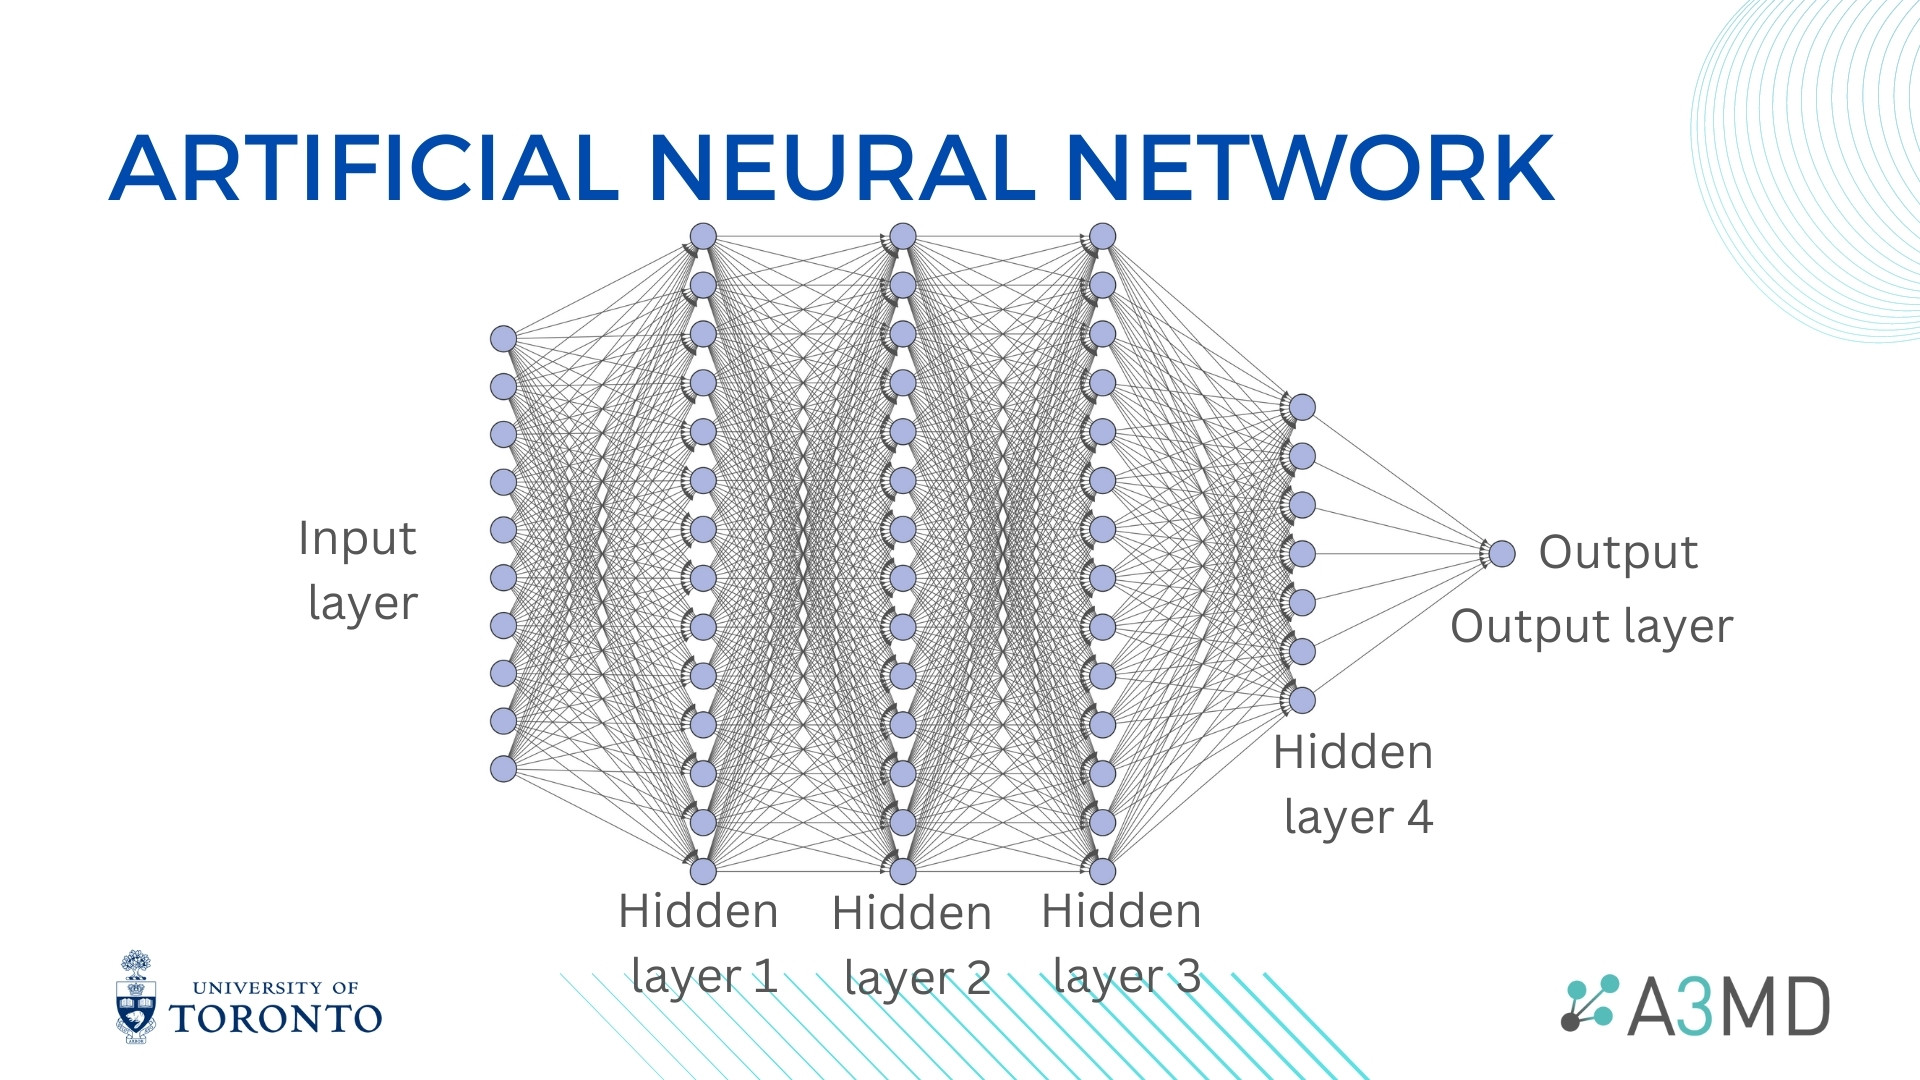 ARTIFICIAL NEURAL NETWORK
Input
layer
Output
Output layer
Hidden
layer 4
Hidden
layer 1
Hidden
layer 2
Hidden
layer 3
UNIVERSITY OF
TORONTO
A3MD